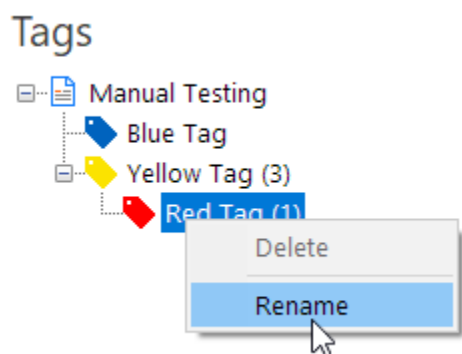 Tags
Manual Testing
Blue Tag
Yellow Tag (3)
Red Tag (1)
Delete
Rename